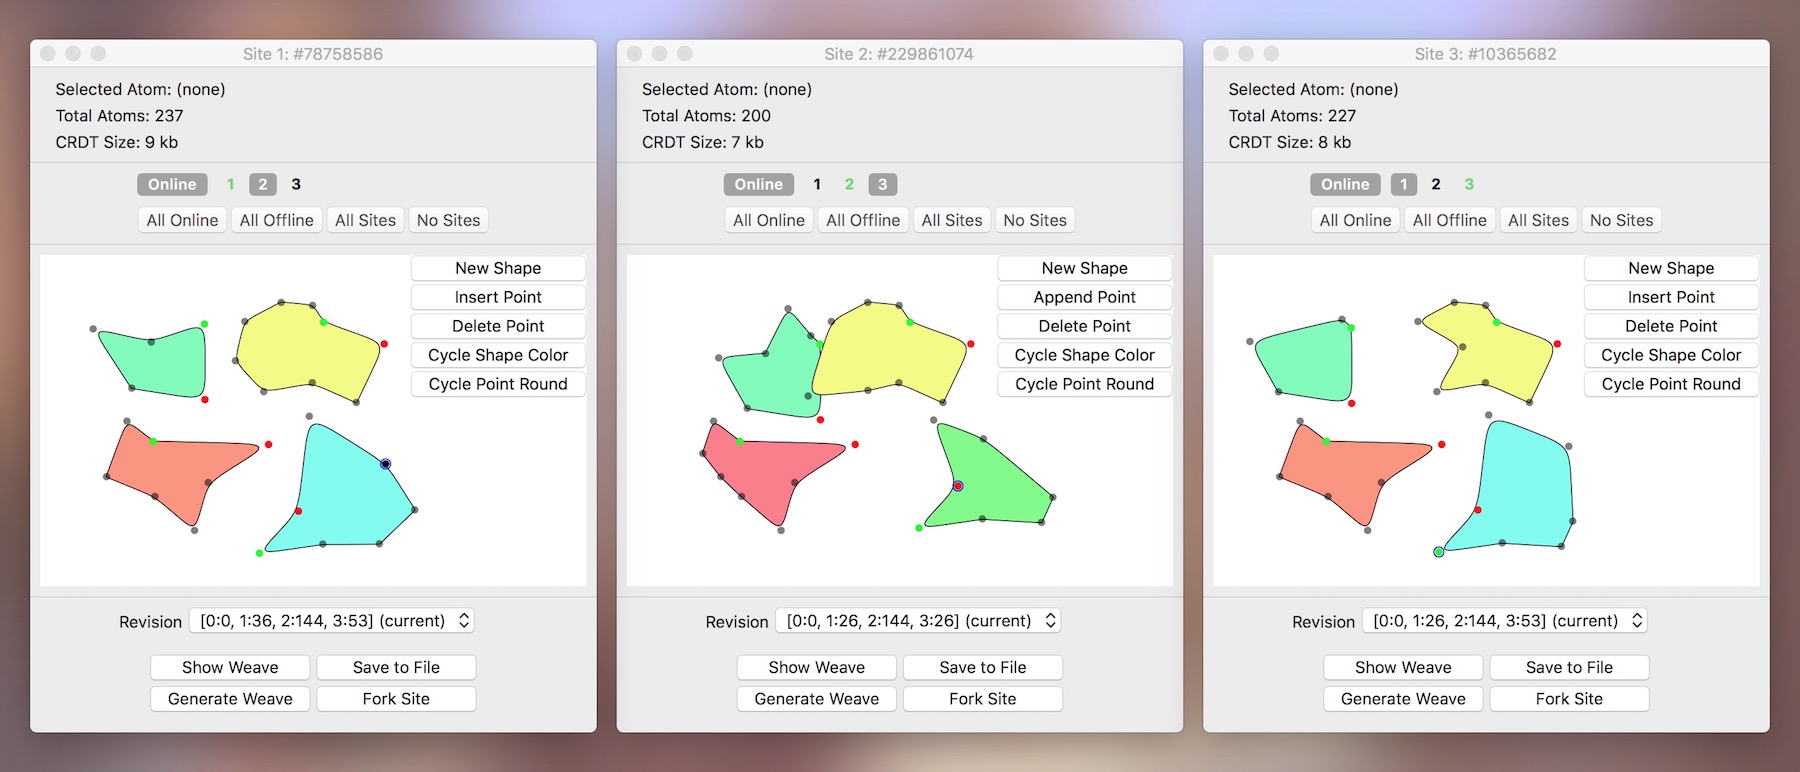 Site 1: #78758586
Selected Atom: (none)
Total Atoms: 237
CRDT Size: 9 kb
Online 1 2 3
All Online All Offline All Sites No Sites
New Shape
Insert Point
Delete Point
Cycle Shape Color
Cycle Point Round
Revision [0:0, 1:36, 2:144, 3:53] (current)
Show Weave Save to File
Generate Weave Fork Site
Site 2: #229861074
Selected Atom: (none)
Total Atoms: 200
CRDT Size: 7 kb
Online 1 2 3
All Online All Offline All Sites No Sites
New Shape
Append Point
Delete Point
Cycle Shape Color
Cycle Point Round
Revision [0:0, 1:26, 2:144, 3:26] (current)
Show Weave Save to File
Generate Weave Fork Site
Site 3: #10365682
Selected Atom: (none)
Total Atoms: 227
CRDT Size: 8 kb
Online 1 2 3
All Online All Offline All Sites No Sites
New Shape
Insert Point
Delete Point
Cycle Shape Color
Cycle Point Round
Revision [0:0, 1:26, 2:144, 3:53] (current)
Show Weave Save to File
Generate Weave Fork Site